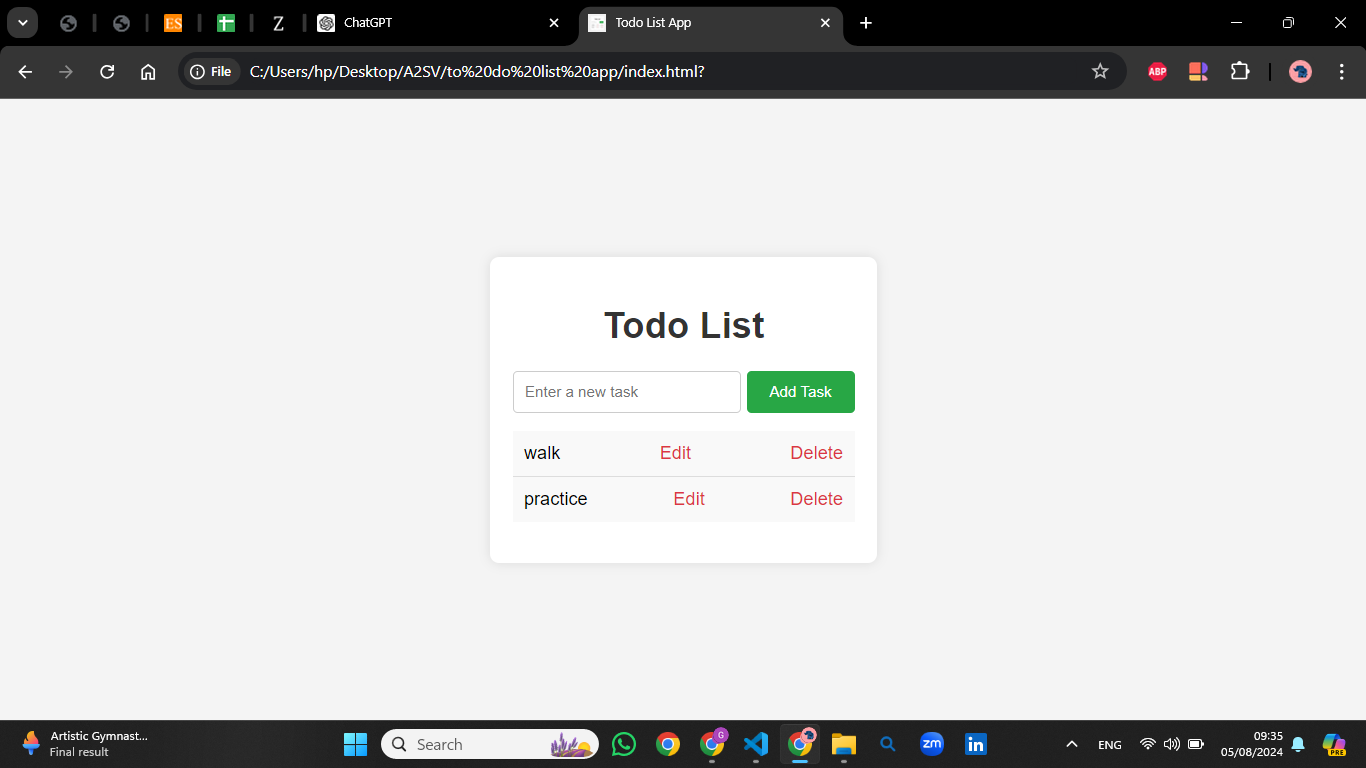 ES
Z
ChatGPT
Todo List App
File
C:/Users/hp/Desktop/A2SV/to%20do%20list%20app/index.html?
ABP
Todo List
Enter a new task
Add Task
walk Edit Delete
practice Edit Delete
Artistic Gymnast...
Final result
Search
G
zm
in
ENG
09:35
05/08/2024
PRE